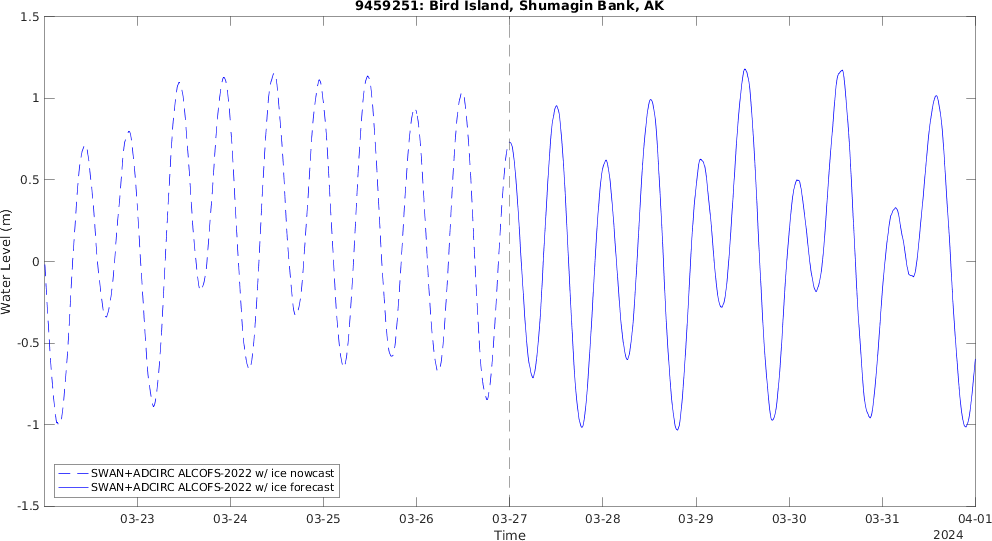 9459251: Bird Island, Shumagin Bank, AK
1.5
1
0.5
0
-0.5
-1
-1.5
Water Level (m)
SWAN+ADCIRC ALCOFS-2022 w/ ice nowcast
SWAN+ADCIRC ALCOFS-2022 w/ ice forecast
03-23 03-24 03-25 03-26 03-27 03-28 03-29 03-30 03-31 04-01
Time
2024